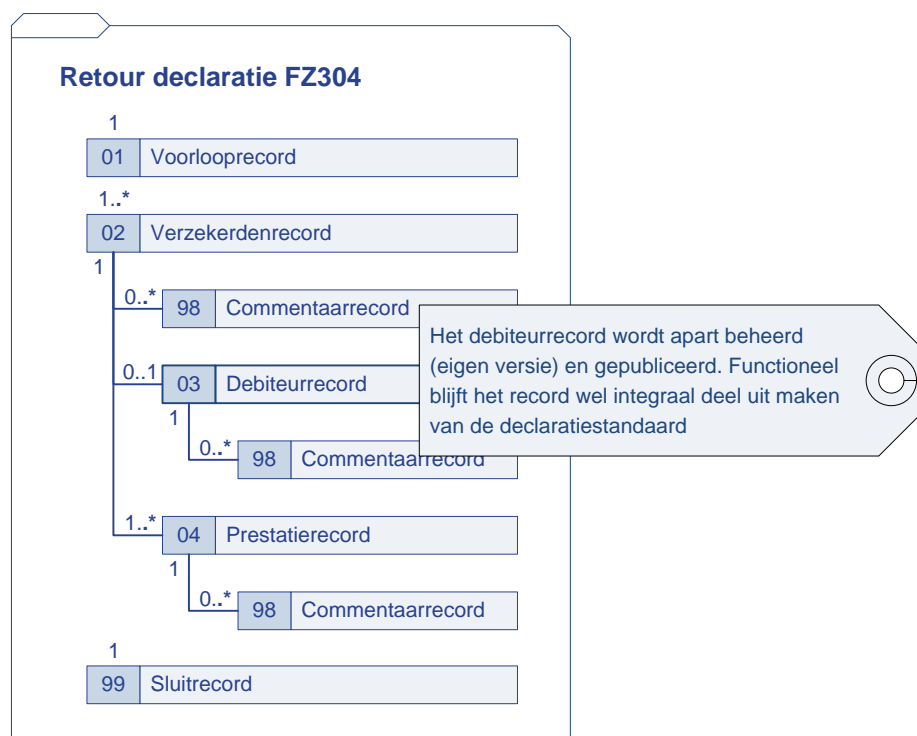 Retour declaratie FZ304
1
01 Voorlooprecord
1..*
02 Verzekerdenrecord
1
0..*
98 Commentaarrecord
Het debiteurrecord wordt apart beheerd
(eigen versie) en gepubliceerd. Functioneel
blijft het record wel integraal deel uit maken
van de declaratiestandaard
0..1
03 Debiteurrecord
1
0..*
98 Commentaarrecord
1..*
04 Prestatierecord
1
0..*
98 Commentaarrecord
1
99 Sluitrecord